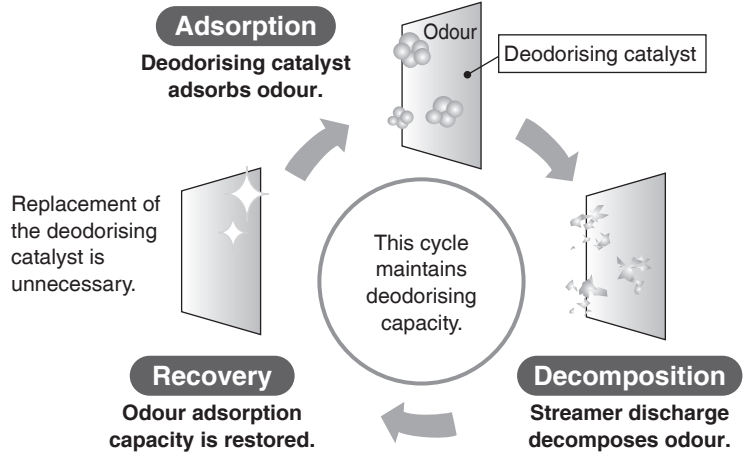 Adsorption
Deodorising catalyst
adsorbs odour.
Odour
Deodorising catalyst
Replacement of
the deodorising
catalyst is
unnecessary.
This cycle
maintains
deodorising
capacity.
Recovery
Odour adsorption
capacity is restored.
Decomposition
Streamer discharge
decomposes odour.